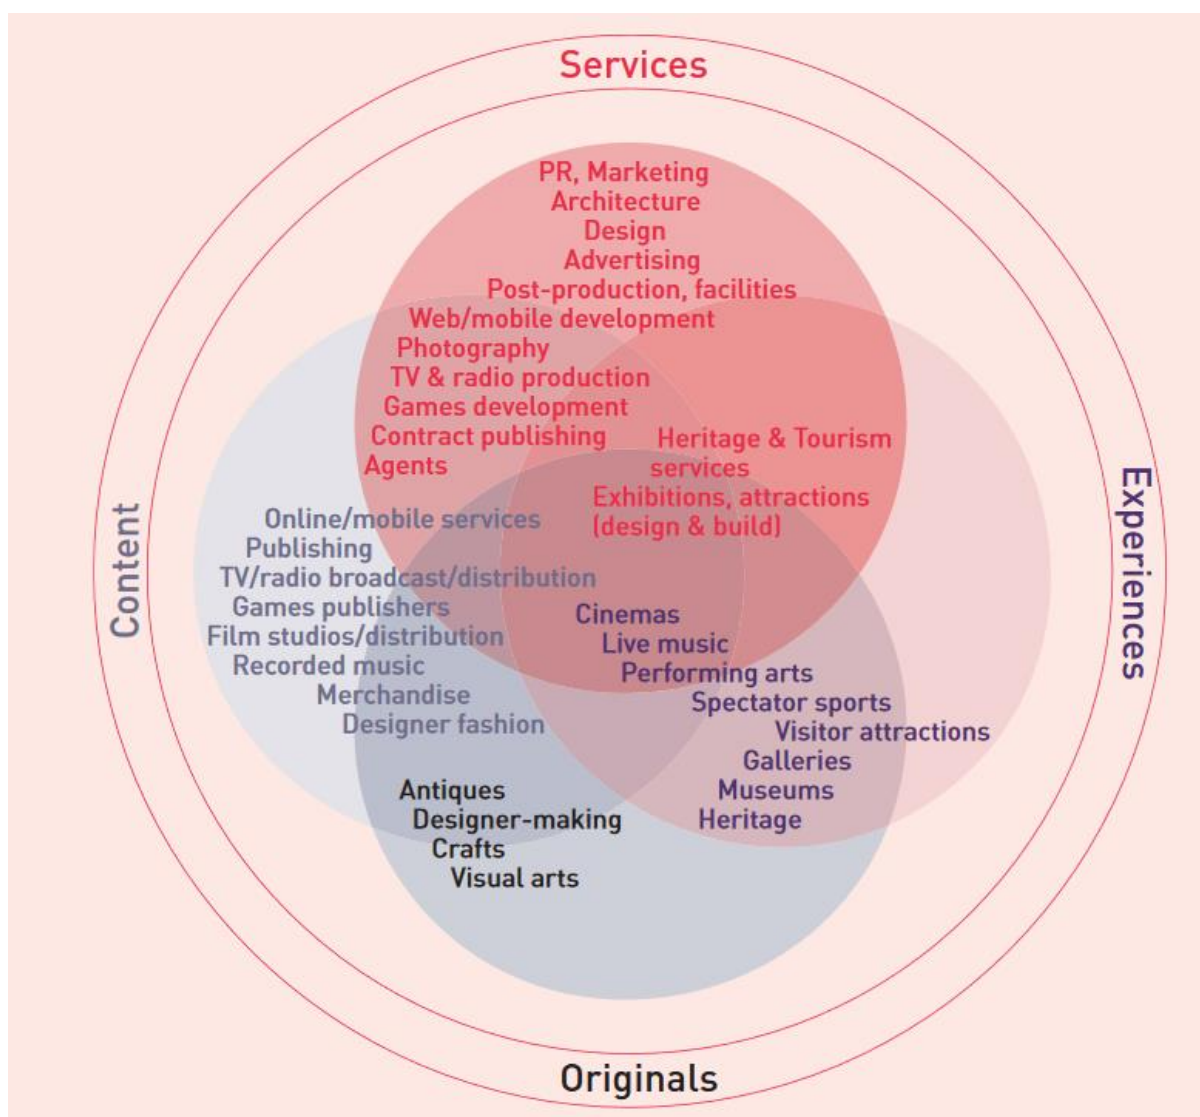 Services
PR, Marketing
Architecture
Design
Advertising
Post-production, facilities
Web/mobile development
Photography
TV & radio production
Games development
Contract publishing
Agents
Heritage & Tourism
services
Exhibitions, attractions
(design & build)
Content
Online/mobile services
Publishing
TV/radio broadcast/distribution
Games publishers
Film studios/distribution
Recorded music
Merchandise
Designer fashion
Experiences
Cinemas
Live music
Performing arts
Spectator sports
Visitor attractions
Galleries
Museums
Heritage
Antiques
Designer-making
Crafts
Visual arts
Originals